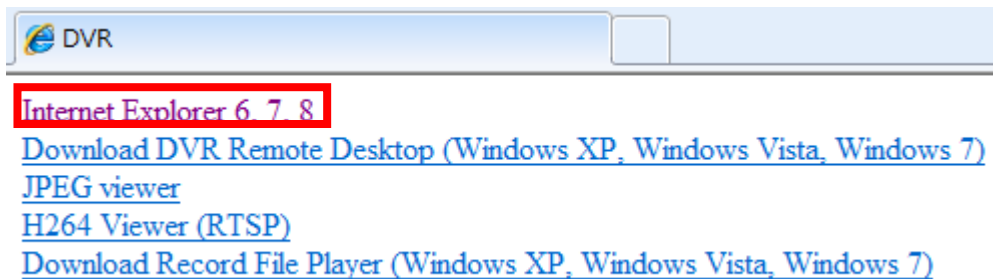 DVR
Internet Explorer 6, 7, 8
Download DVR Remote Desktop (Windows XP, Windows Vista, Windows 7)
JPEG viewer
H264 Viewer (RTSP)
Download Record File Player (Windows XP, Windows Vista, Windows 7)